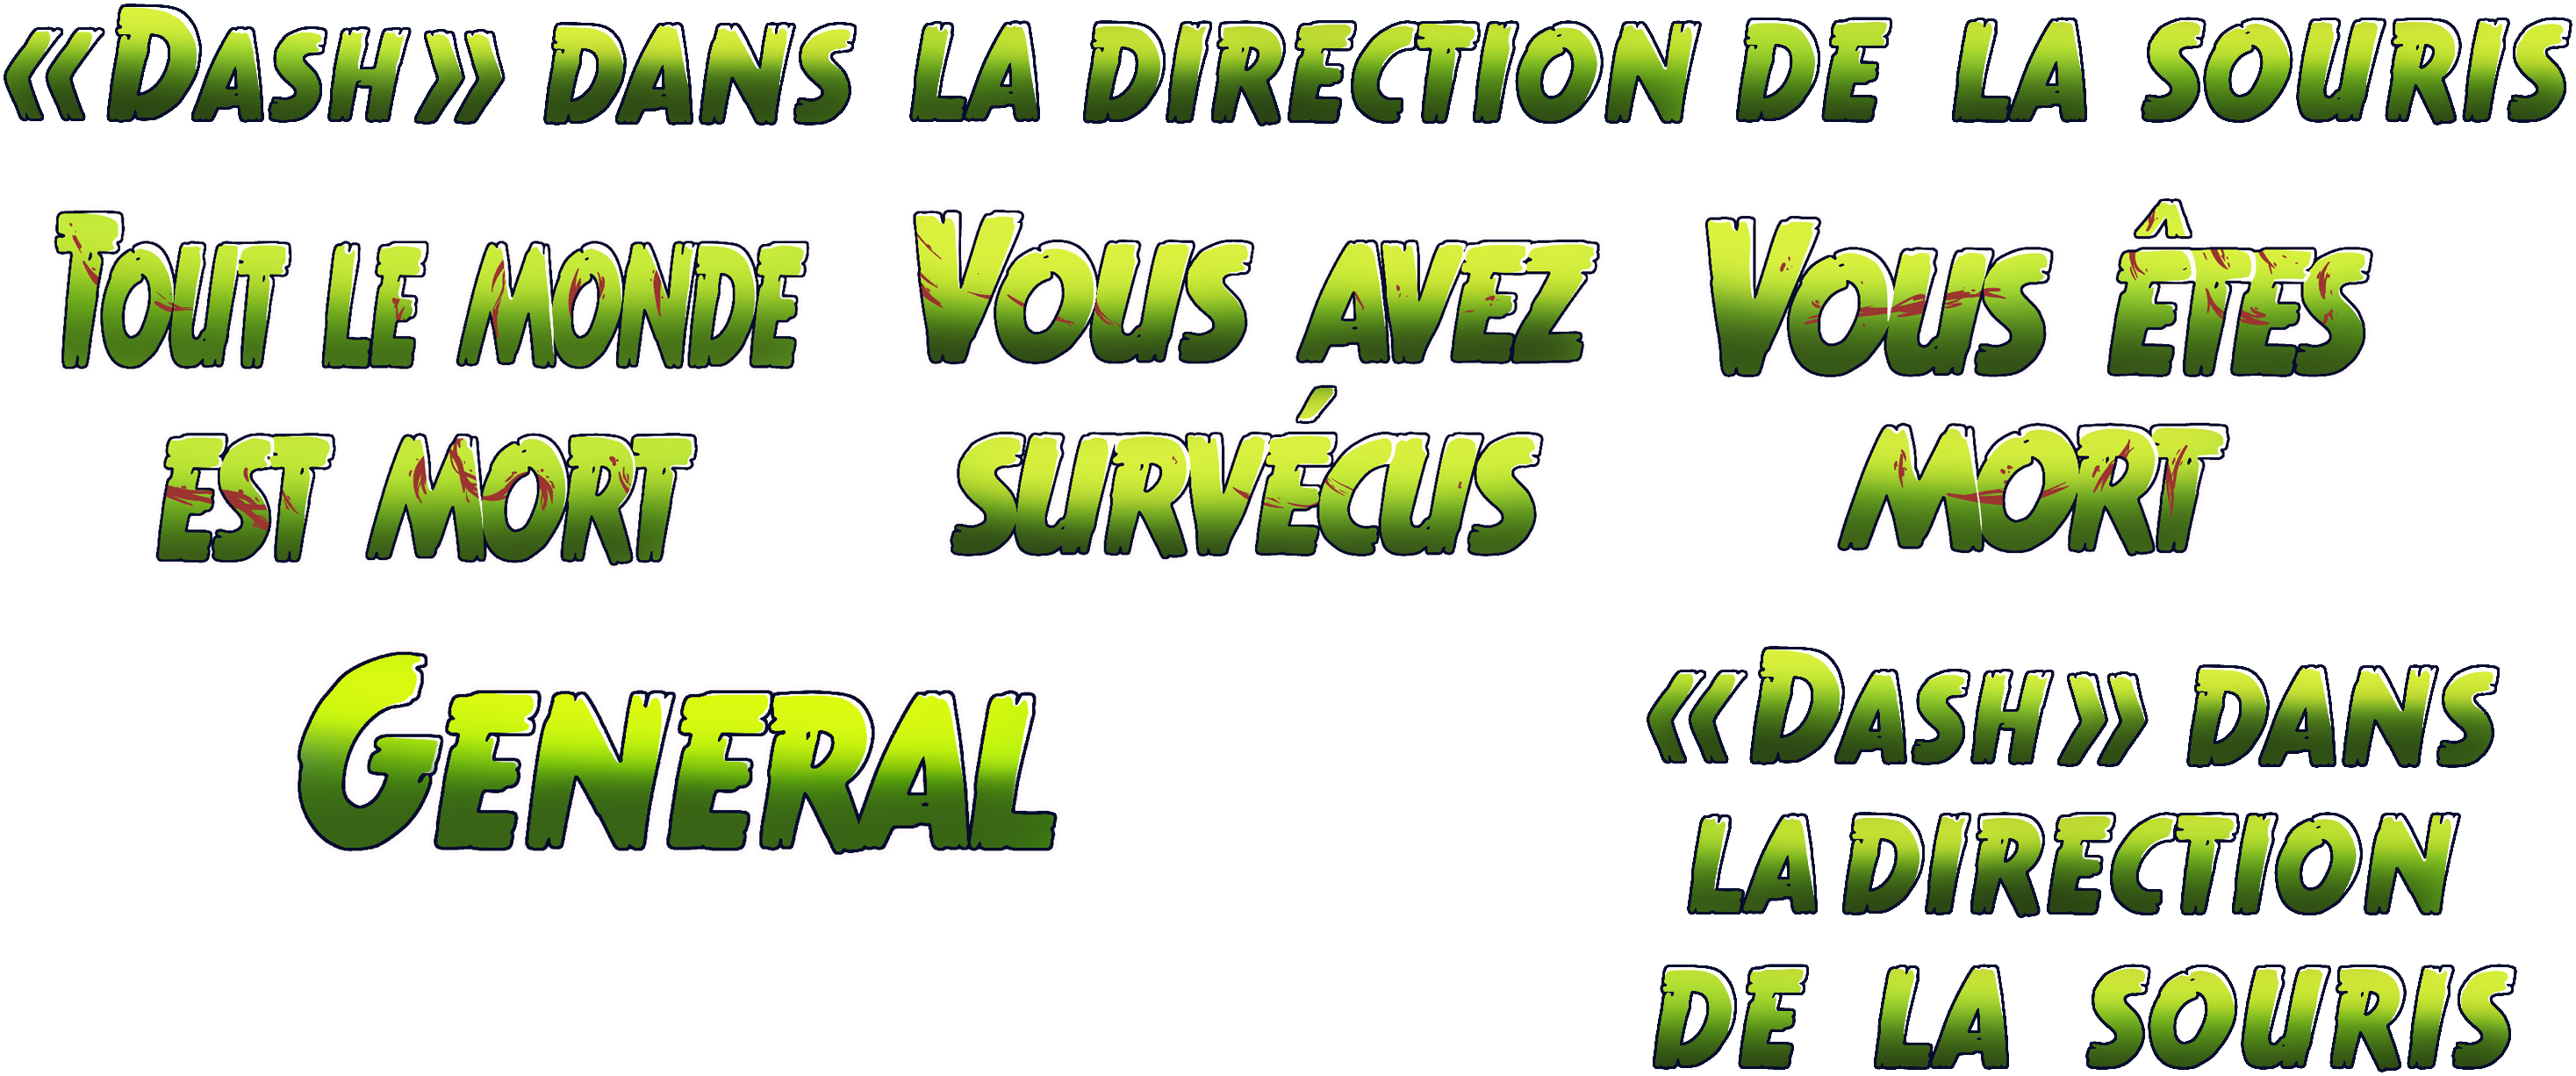 «Dash» dans la direction de la souris
Tout le monde
est mort
Vous avez
survécus
Vous êtes
mort
General
«Dash» dans
la direction
de la souris